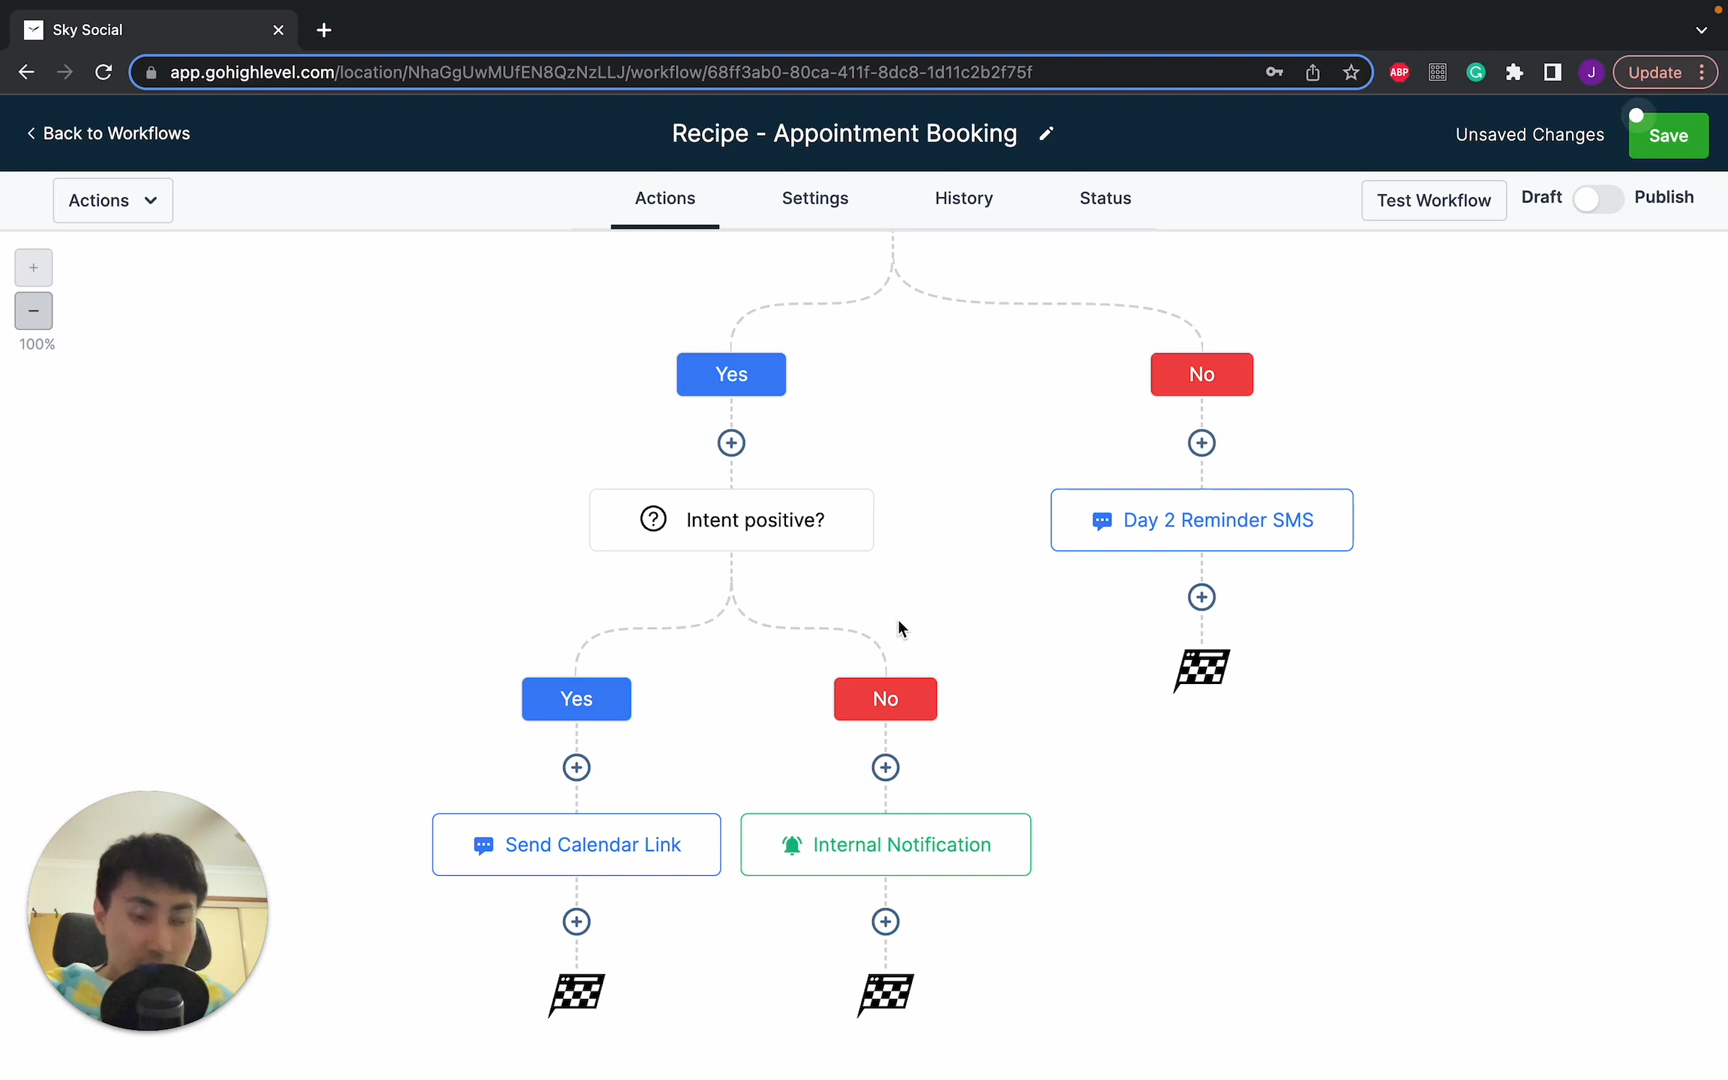 Sky Social
app.gohighlevel.com/location/NhaGgUwMUfEN8QzNzLLJ/workflow/68ff3ab0-80ca-411f-8dc8-1d11c2b2f75f
ABP
G
J
Update
Back to Workflows
Recipe - Appointment Booking
Unsaved Changes
Save
Actions
Actions
Settings
History
Status
Test Workflow
Draft
Publish
+
−
100%
Yes
No
Intent positive?
Day 2 Reminder SMS
Yes
No
Send Calendar Link
Internal Notification